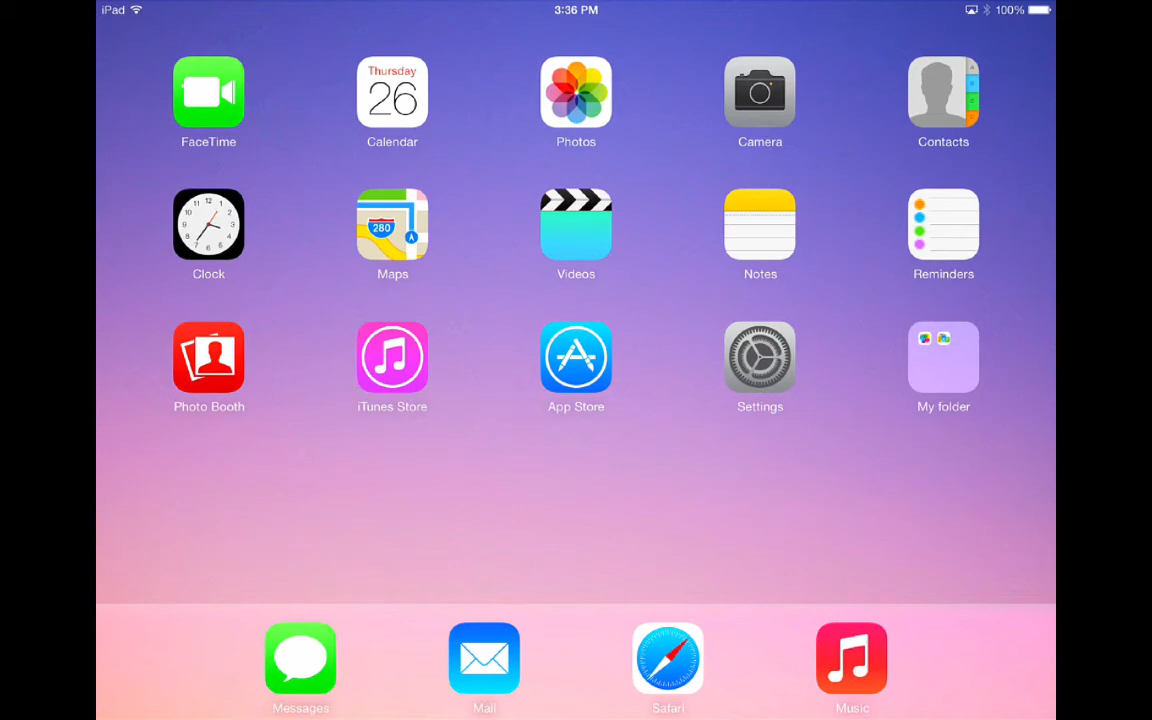 iPad 3:36 PM 100%
Thursday
26
FaceTime Calendar Photos Camera Contacts
280
Clock Maps Videos Notes Reminders
Photo Booth iTunes Store App Store Settings My folder
Messages Mail Safari Music